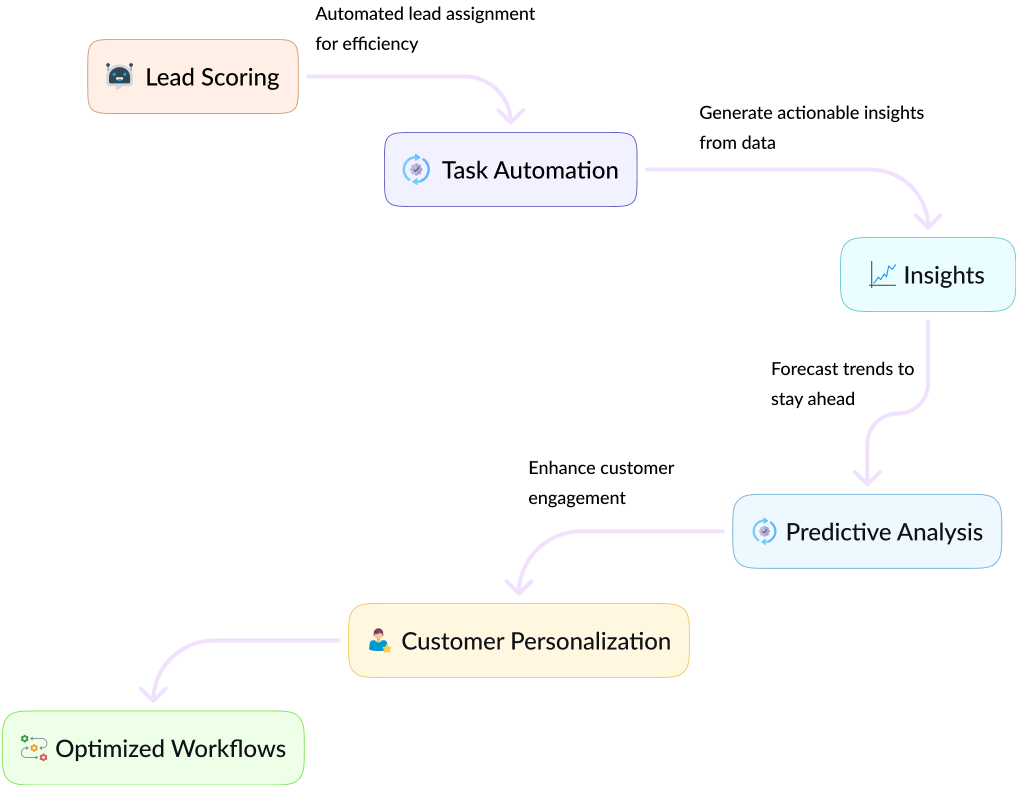 Automated lead assignment
for efficiency
Lead Scoring
Generate actionable insights
from data
Task Automation
Insights
Forecast trends to
stay ahead
Enhance customer
engagement
Predictive Analysis
Customer Personalization
Optimized Workflows